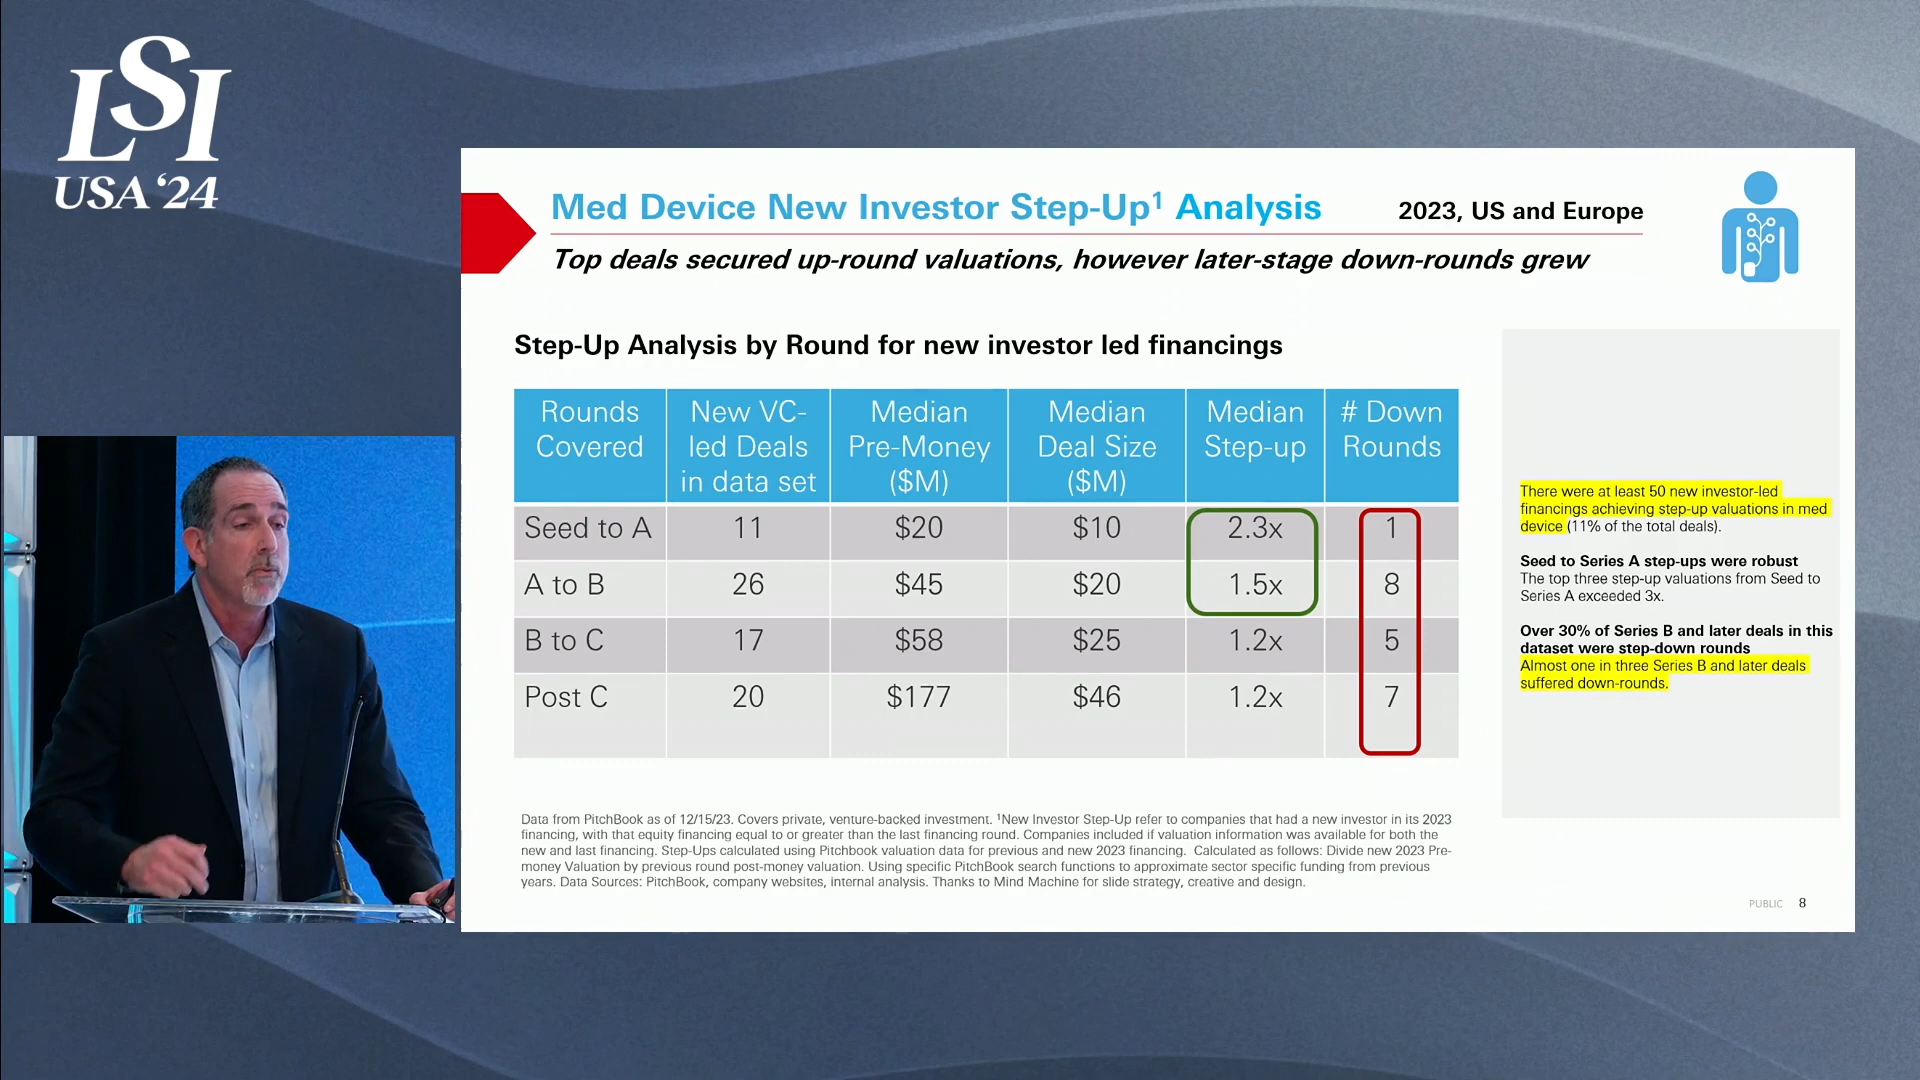 LSI
USA ‘24
Med Device New Investor Step-Up¹ Analysis
2023, US and Europe
Top deals secured up-round valuations, however later-stage down-rounds grew
Step-Up Analysis by Round for new investor led financings
Rounds Covered New VC-led Deals in data set Median Pre-Money ($M) Median Deal Size ($M) Median Step-up # Down Rounds
Seed to A 11 $20 $10 2.3x 1
A to B 26 $45 $20 1.5x 8
B to C 17 $58 $25 1.2x 5
Post C 20 $177 $46 1.2x 7
There were at least 50 new investor-led
financings achieving step-up valuations in med
device (11% of the total deals).
Seed to Series A step-ups were robust
The top three step-up valuations from Seed to
Series A exceeded 3x.
Over 30% of Series B and later deals in this
dataset were step-down rounds
Almost one in three Series B and later deals
suffered down-rounds.
Data from PitchBook as of 12/15/23. Covers private, venture-backed investment. ¹New Investor Step-Up refer to companies that had a new investor in its 2023
financing, with that equity financing equal to or greater than the last financing round. Companies included if valuation information was available for both the
new and last financing. Step-Ups calculated using Pitchbook valuation data for previous and new 2023 financing. Calculated as follows: Divide new 2023 Pre-
money Valuation by previous round post-money valuation. Using specific PitchBook search functions to approximate sector specific funding from previous
years. Data Sources: PitchBook, company websites, internal analysis. Thanks to Mind Machine for slide strategy, creative and design.
PUBLIC 8